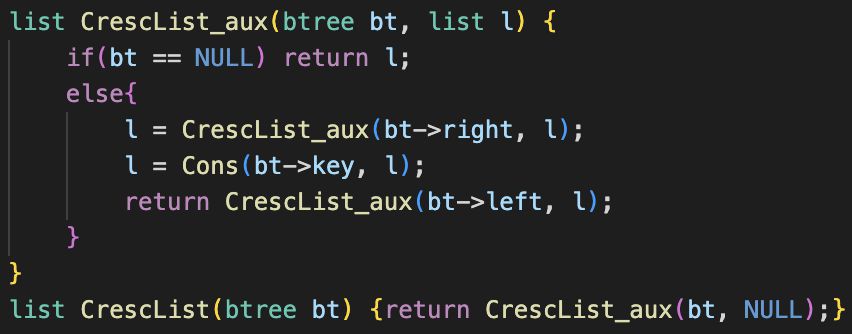 list CrescList_aux(btree bt, list l) {
    if(bt == NULL) return l;
    else{
        l = CrescList_aux(bt->right, l);
        l = Cons(bt->key, l);
        return CrescList_aux(bt->left, l);
    }
}
list CrescList(btree bt) {return CrescList_aux(bt, NULL);}